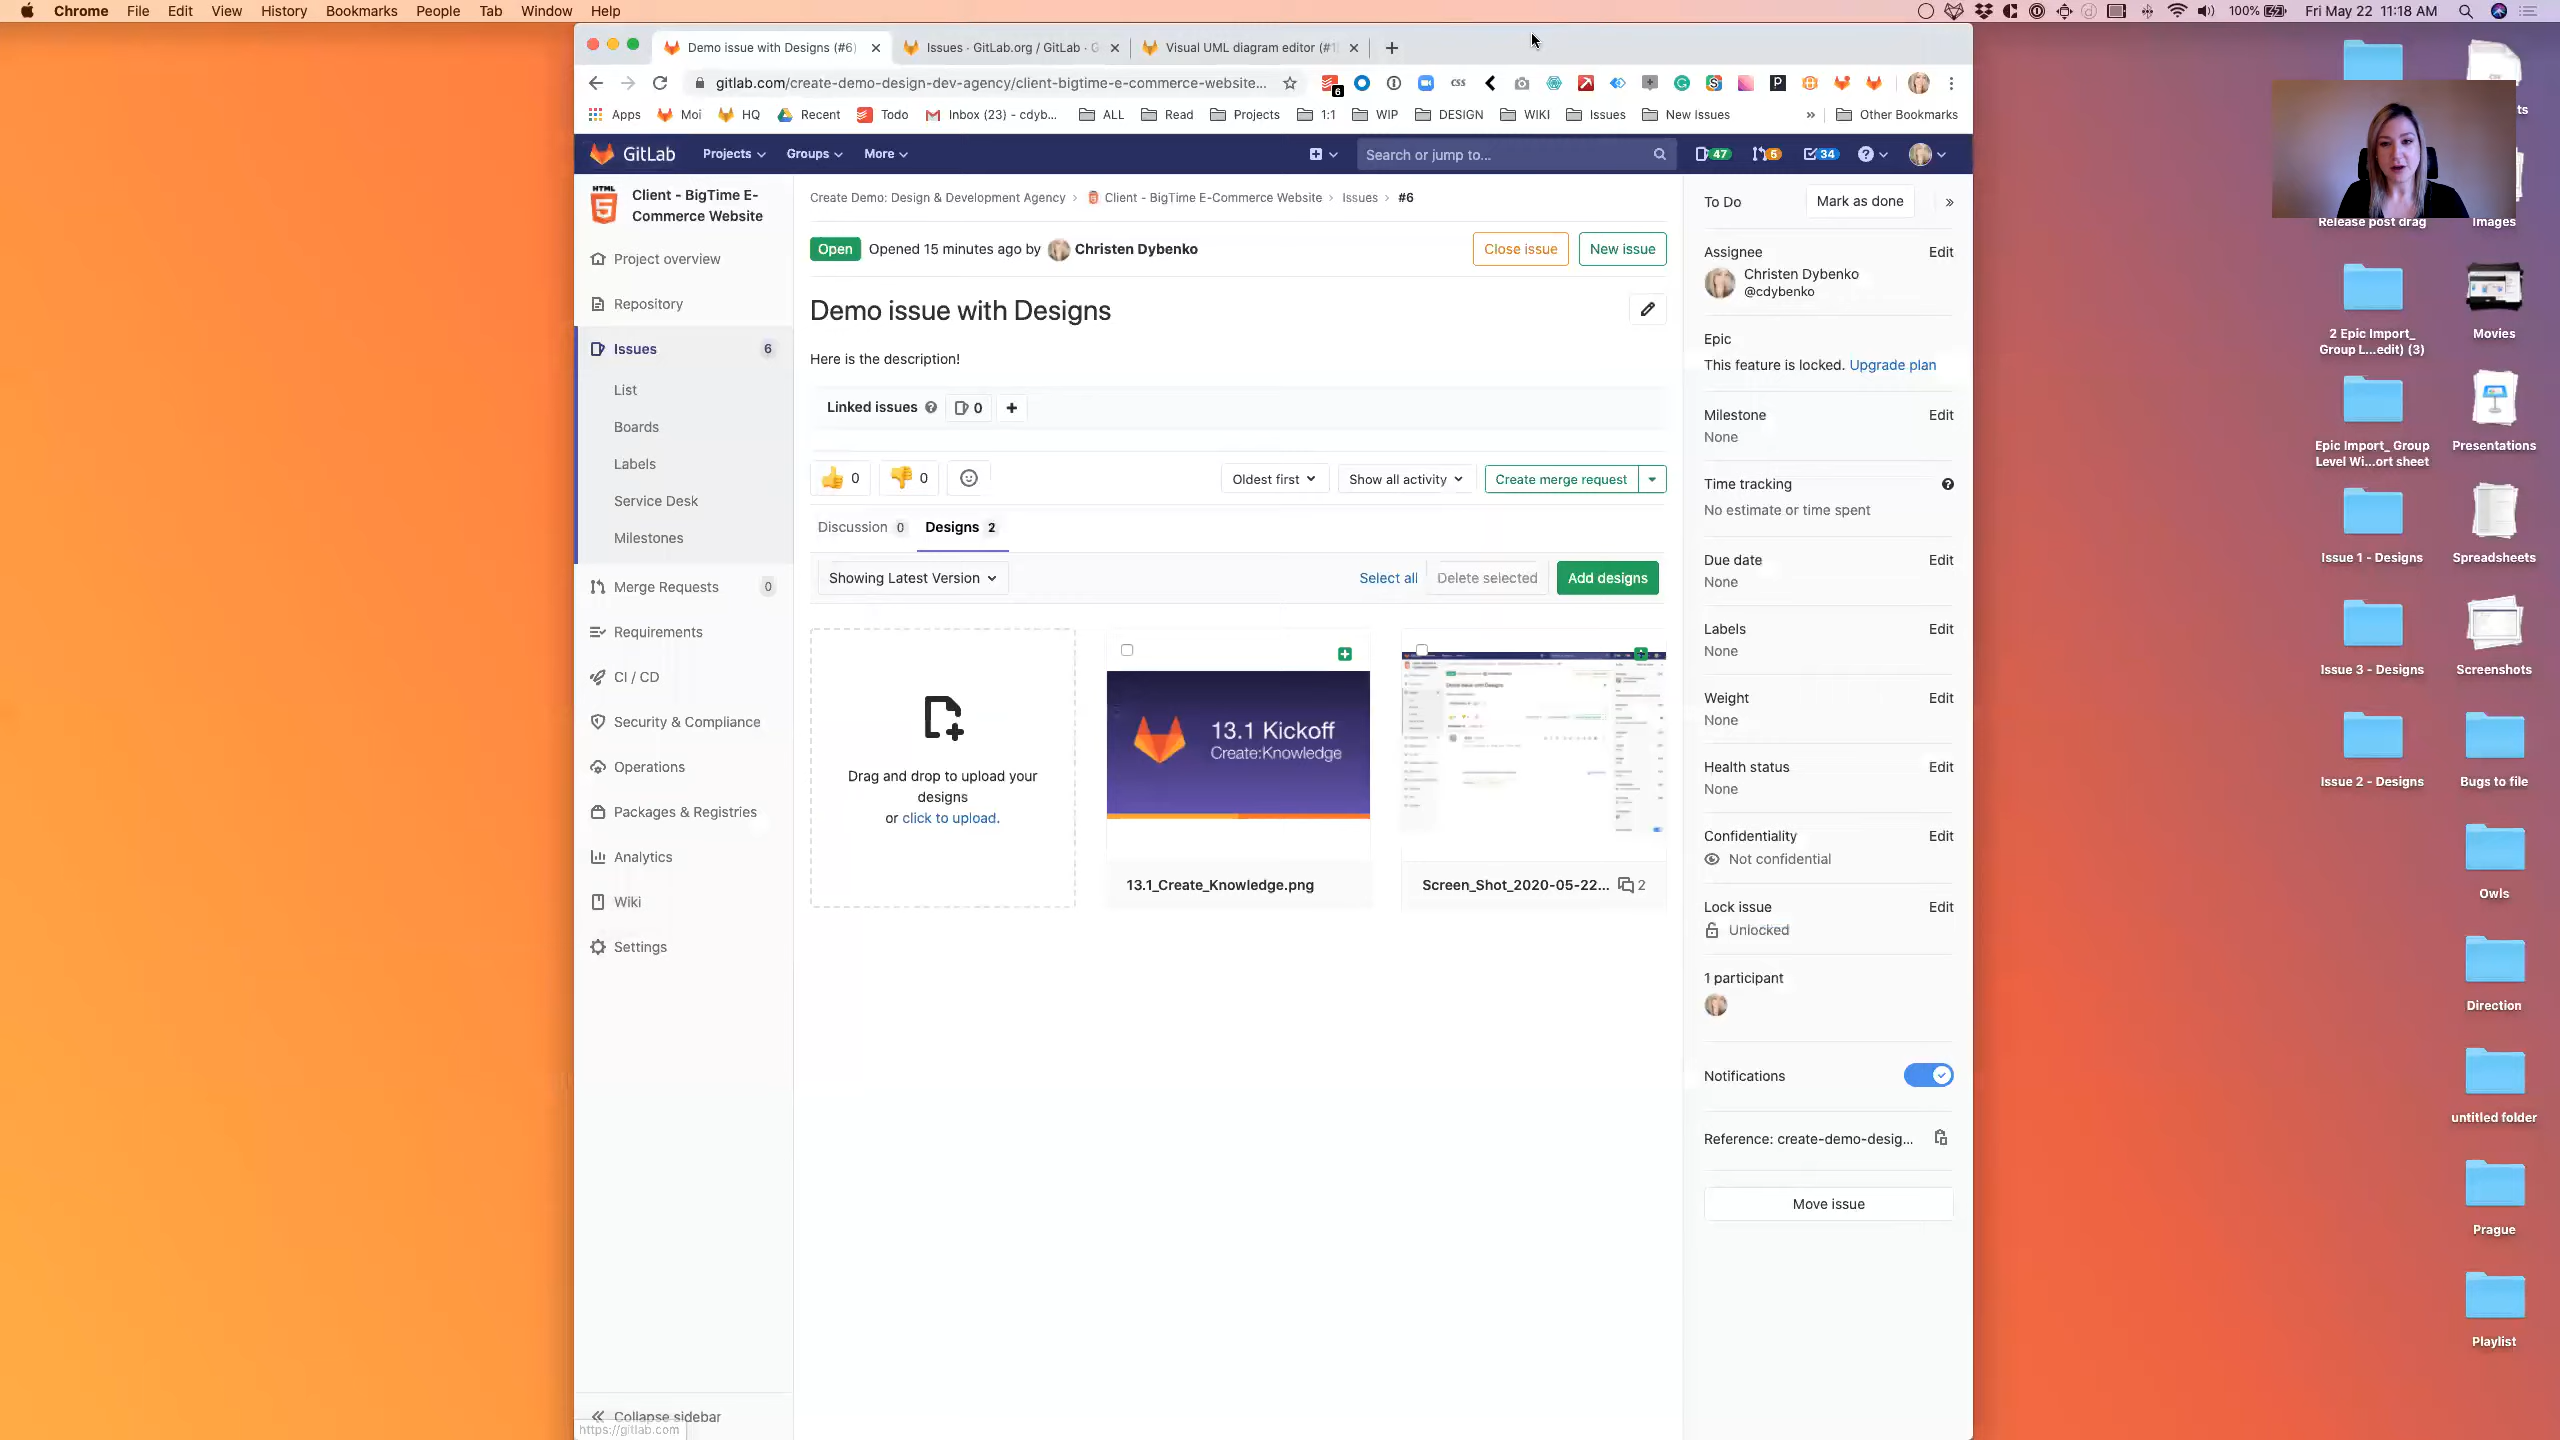 Chrome File Edit View History Bookmarks People Tab Window Help
100% Fri May 22 11:18 AM
Demo issue with Designs (#6)
Issues · GitLab.org / GitLab · G
Visual UML diagram editor (#1
gitlab.com/create-demo-design-dev-agency/client-bigtime-e-commerce-website...
6
css
Apps Moi HQ Recent Todo Inbox (23) - cdyb... ALL Read Projects 1:1 WIP DESIGN WIKI Issues New Issues » Other Bookmarks
GitLab Projects Groups More
Search or jump to...
47 5 34
HTML
Client - BigTime E-
Commerce Website
Project overview
Repository
Issues 6
List
Boards
Labels
Service Desk
Milestones
Merge Requests 0
Requirements
CI / CD
Security & Compliance
Operations
Packages & Registries
Analytics
Wiki
Settings
Collapse sidebar
https://gitlab.com
Create Demo: Design & Development Agency › Client - BigTime E-Commerce Website › Issues › #6
Open Opened 15 minutes ago by Christen Dybenko
Close issue New issue
Demo issue with Designs
Here is the description!
Linked issues 0
0 0
Oldest first Show all activity Create merge request
Discussion 0 Designs 2
Showing Latest Version
Select all Delete selected Add designs
Drag and drop to upload your
designs
or click to upload.
13.1 Kickoff
Create:Knowledge
13.1_Create_Knowledge.png
Screen_Shot_2020-05-22... 2
To Do Mark as done »
Assignee Edit
Christen Dybenko
@cdybenko
Epic
This feature is locked. Upgrade plan
Milestone Edit
None
Time tracking
No estimate or time spent
Due date Edit
None
Labels Edit
None
Weight Edit
None
Health status Edit
None
Confidentiality Edit
Not confidential
Lock issue Edit
Unlocked
1 participant
Notifications
Reference: create-demo-desig...
Move issue
Release post drag
Images
2 Epic Import_
Group L...edit) (3)
Movies
Epic Import_ Group
Level Wi...ort sheet
Presentations
Issue 1 - Designs
Spreadsheets
Issue 3 - Designs
Screenshots
Issue 2 - Designs
Bugs to file
Owls
Direction
untitled folder
Prague
Playlist